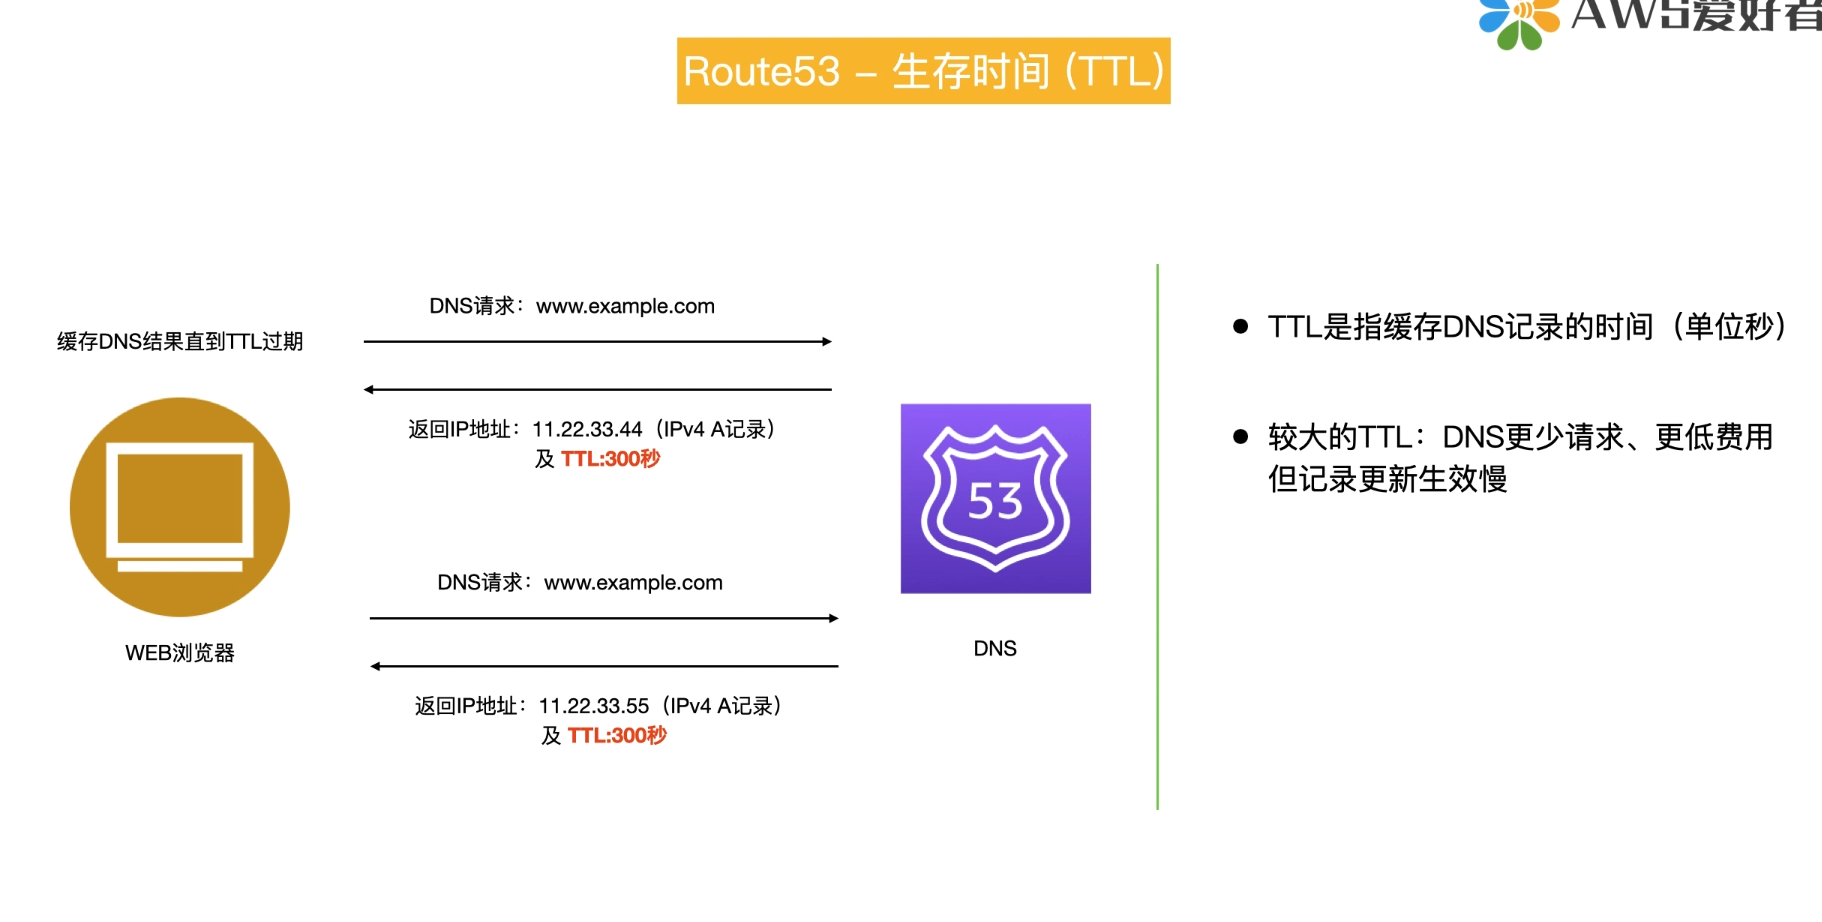 AWS爱好者
Route53 – 生存时间 (TTL)
DNS请求：www.example.com
缓存DNS结果直到TTL过期
返回IP地址：11.22.33.44（IPv4 A记录）
及 TTL:300秒
53
DNS请求：www.example.com
WEB浏览器
DNS
返回IP地址：11.22.33.55（IPv4 A记录）
及 TTL:300秒
● TTL是指缓存DNS记录的时间（单位秒）
● 较大的TTL：DNS更少请求、更低费用
但记录更新生效慢